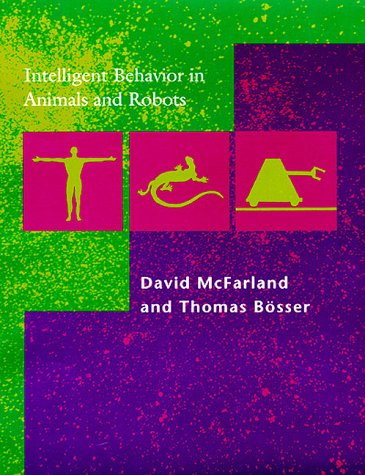 Intelligent Behavior in
Animals and Robots
David McFarland
and Thomas Bösser